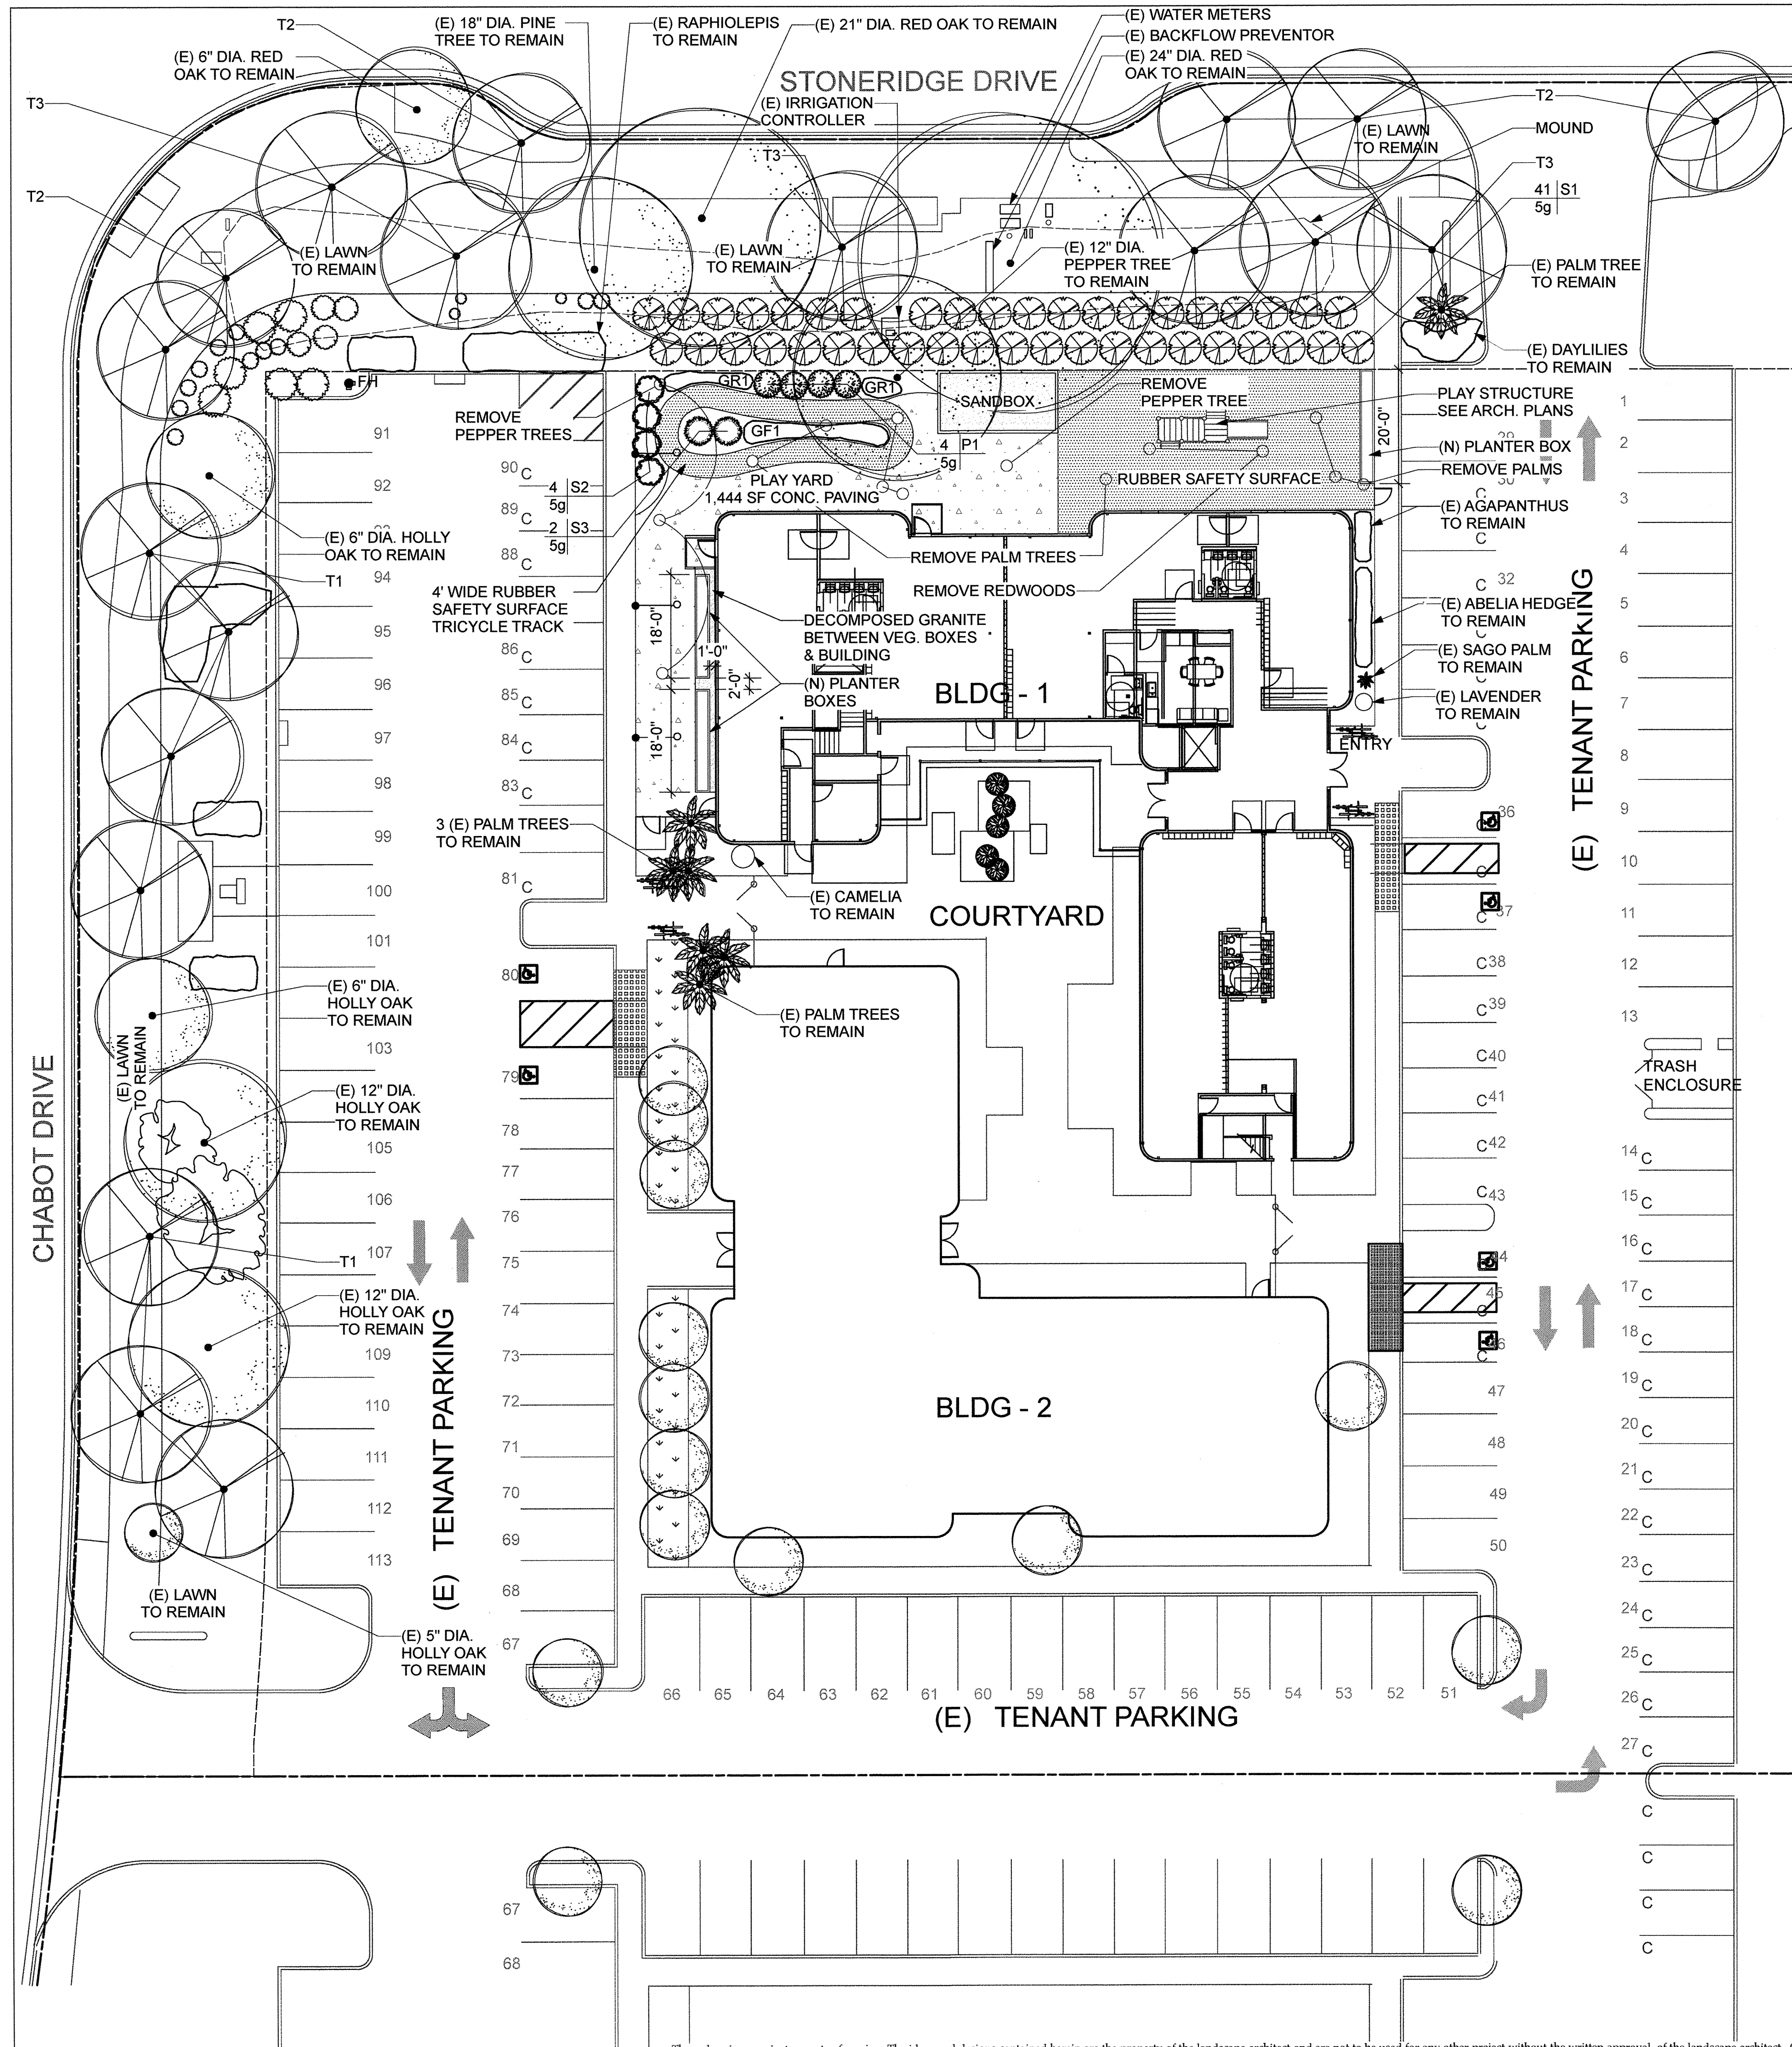 T2
(E) 18" DIA. PINE
TREE TO REMAIN
(E) RAPHIOLEPIS
TO REMAIN
(E) 21" DIA. RED OAK TO REMAIN
(E) WATER METERS
(E) BACKFLOW PREVENTOR
(E) 24" DIA. RED
OAK TO REMAIN
(E) 6" DIA. RED
OAK TO REMAIN
STONERIDGE DRIVE
(E) IRRIGATION
CONTROLLER
T3
T2
(E) LAWN
TO REMAIN
MOUND
T3
T3
41 S1
5g
T2
(E) LAWN
TO REMAIN
(E) LAWN
TO REMAIN
(E) 12" DIA.
PEPPER TREE
TO REMAIN
(E) PALM TREE
TO REMAIN
(E) DAYLILIES
TO REMAIN
FH
GR1
GR1
SANDBOX
REMOVE
PEPPER TREE
PLAY STRUCTURE
SEE ARCH. PLANS
REMOVE
PEPPER TREES
GF1
4 P1
5g
20'-0"
(N) PLANTER BOX
REMOVE PALMS
PLAY YARD
1,444 SF CONC. PAVING
RUBBER SAFETY SURFACE
4 S2
5g
2 S3
5g
(E) AGAPANTHUS
TO REMAIN
(E) 6" DIA. HOLLY
OAK TO REMAIN
T1
REMOVE PALM TREES
REMOVE REDWOODS
4' WIDE RUBBER
SAFETY SURFACE
TRICYCLE TRACK
DECOMPOSED GRANITE
BETWEEN VEG. BOXES
& BUILDING
18'-0"
1'-0"
2'-0"
18'-0"
(N) PLANTER
BOXES
BLDG - 1
(E) ABELIA HEDGE
TO REMAIN
(E) SAGO PALM
TO REMAIN
(E) LAVENDER
TO REMAIN
ENTRY
(E) TENANT PARKING
3 (E) PALM TREES
TO REMAIN
(E) CAMELIA
TO REMAIN
COURTYARD
(E) PALM TREES
TO REMAIN
(E) 6" DIA.
HOLLY OAK
TO REMAIN
(E) LAWN
TO REMAIN
(E) 12" DIA.
HOLLY OAK
TO REMAIN
TRASH
ENCLOSURE
CHABOT DRIVE
T1
(E) 12" DIA.
HOLLY OAK
TO REMAIN
(E) TENANT PARKING
BLDG - 2
(E) LAWN
TO REMAIN
(E) 5" DIA.
HOLLY OAK
TO REMAIN
(E) TENANT PARKING
91
92
94
95
96
97
98
99
100
101
103
105
106
107
109
110
111
112
113
90 C
89 C
88 C
86 C
85 C
84 C
83 C
81 C
80
79
78
77
76
75
74
73
72
71
70
69
68
67
66 65 64 63 62 61 60 59 58 57 56 55 54 53 52 51
C
C
32
C
36
C
C
C 37
C 38
C 39
C 40
C 41
C 42
C 43
47
48
49
50
1
2
3
4
5
6
7
8
9
10
11
12
13
14 C
15 C
16 C
17 C
18 C
19 C
20 C
21 C
22 C
23 C
24 C
25 C
26 C
27 C
C
C
C
C
67
68